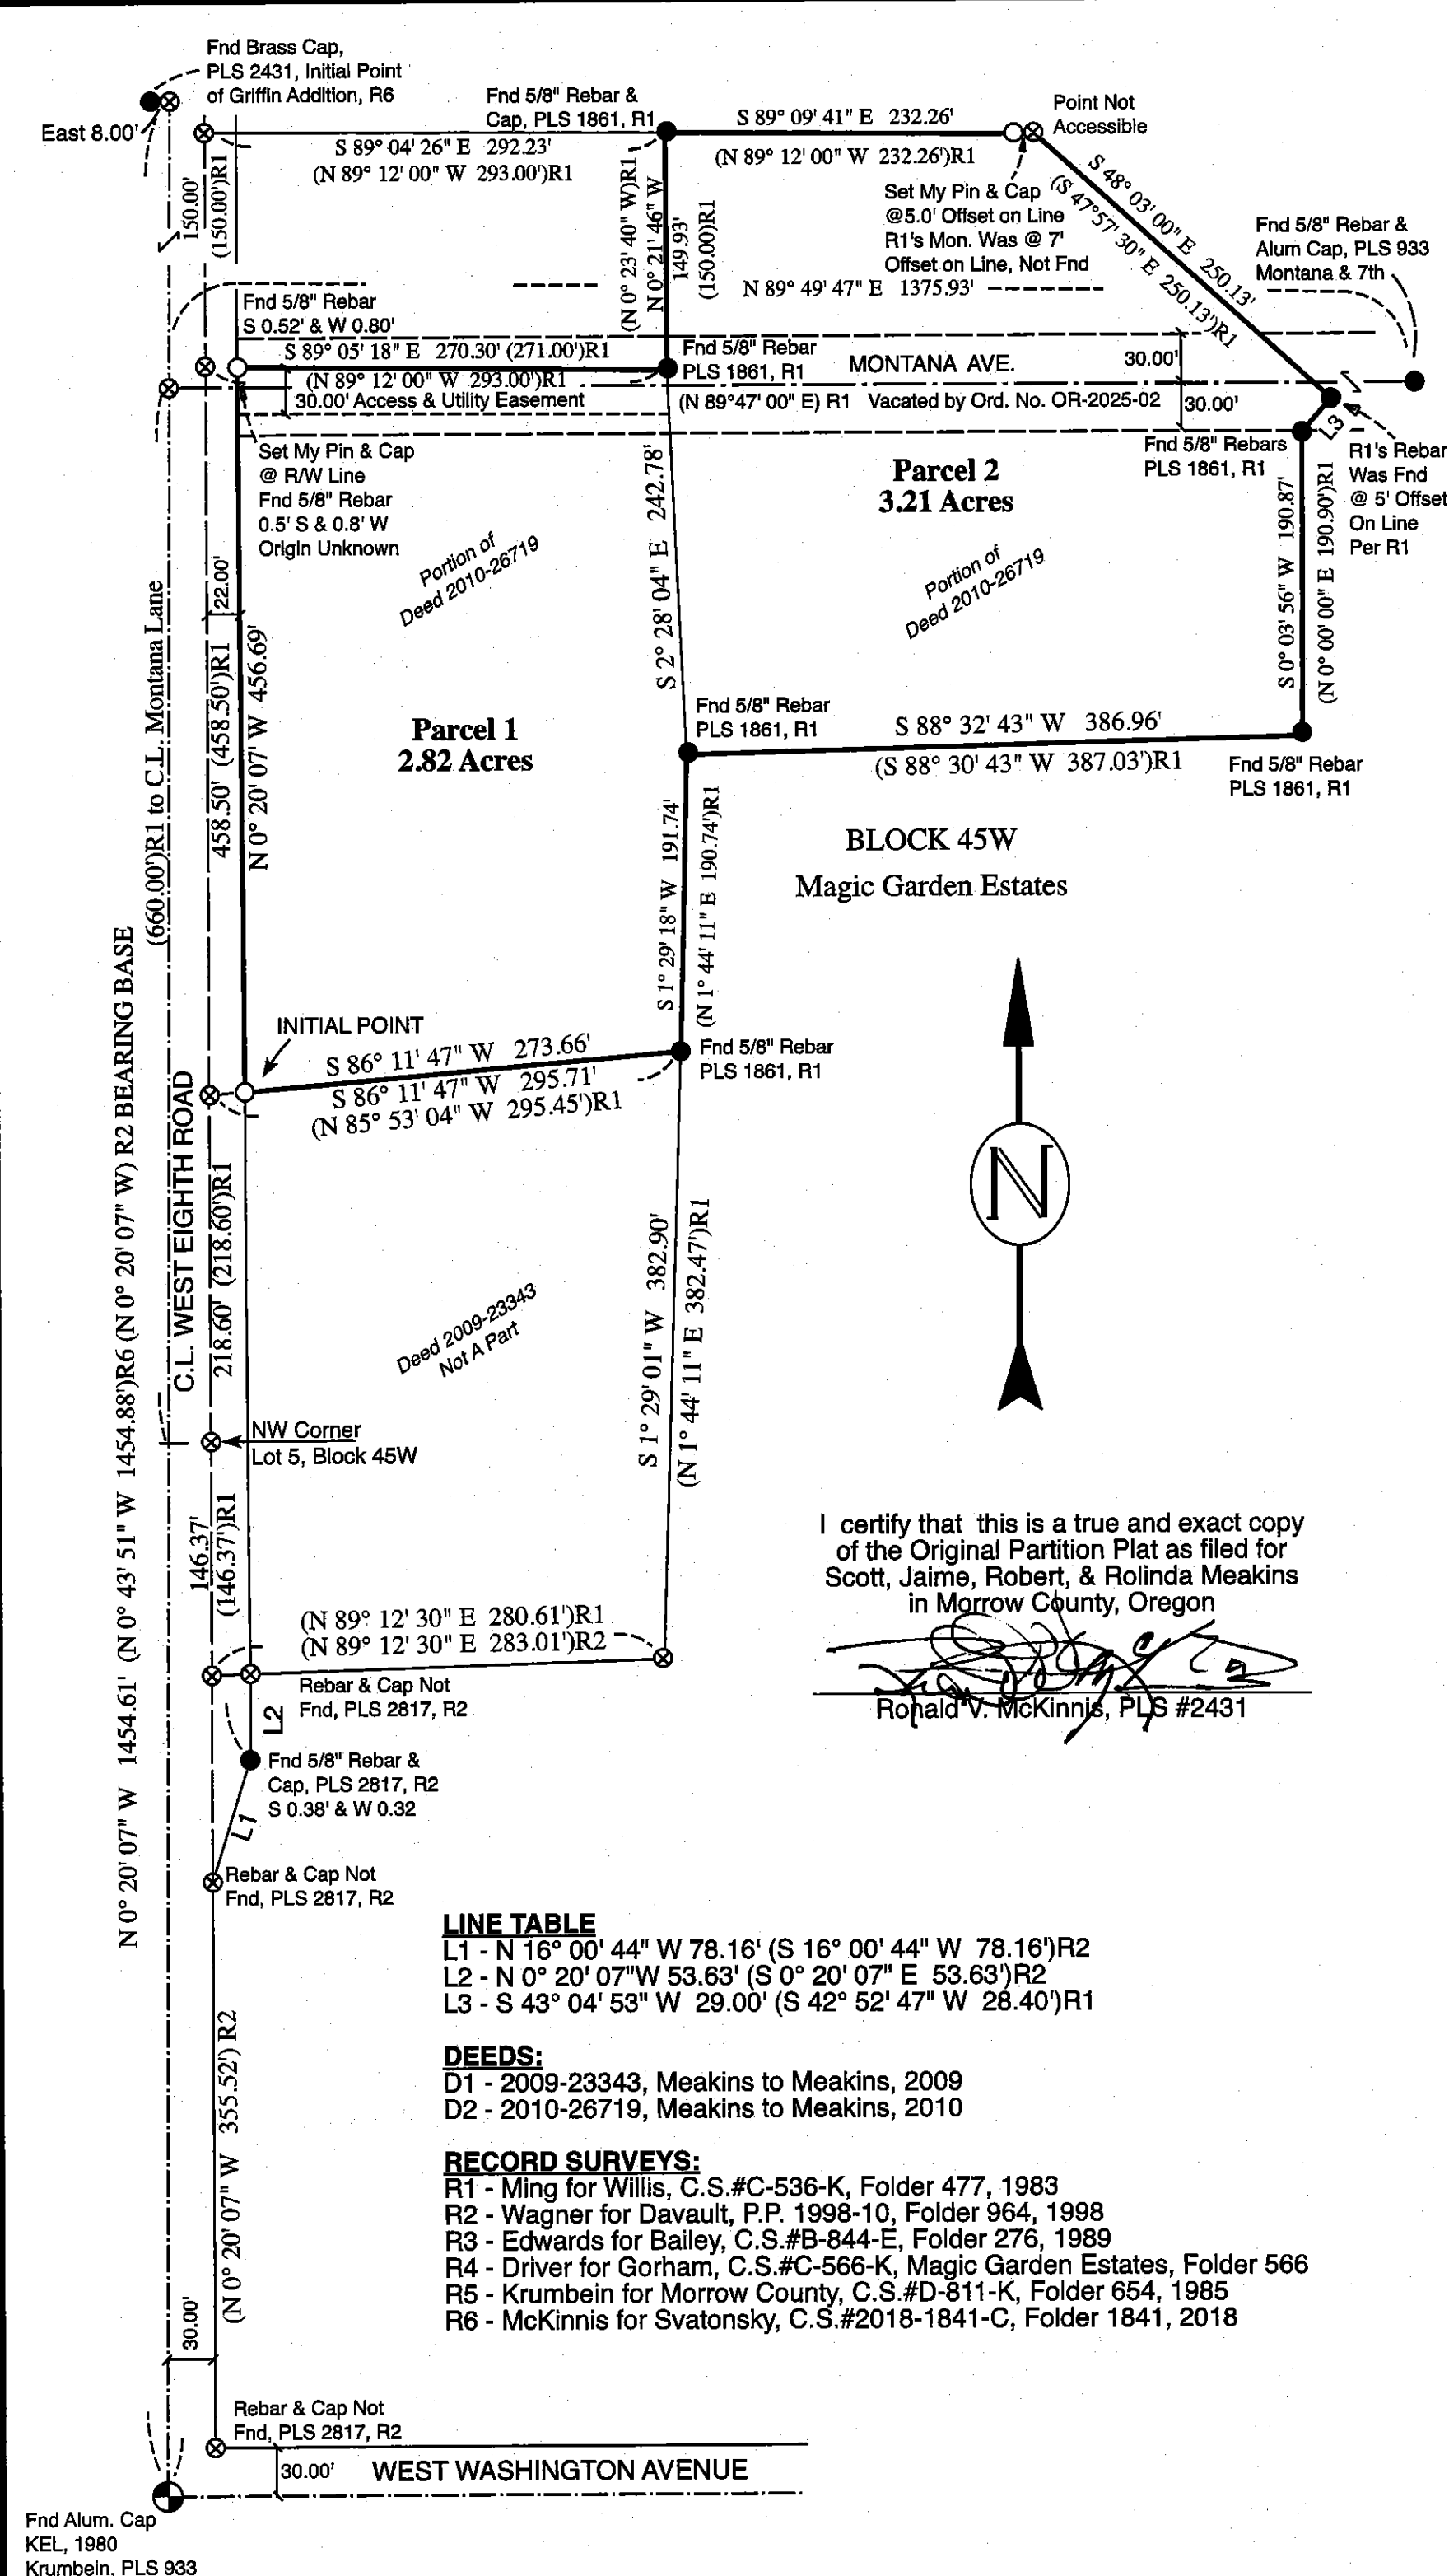 Fnd Brass Cap,
PLS 2431, Initial Point
of Griffin Addition, R6
East 8.00'
Fnd 5/8" Rebar &
Cap, PLS 1861, R1
S 89° 04' 26" E 292.23'
(N 89° 12' 00" W 293.00')R1
S 89° 09' 41" E 232.26'
(N 89° 12' 00" W 232.26')R1
Point Not
Accessible
150.00'
(150.00')R1
(N 0° 23' 40" W)R1
N 0° 21' 46" W
149.93'
(150.00)R1
Set My Pin & Cap
@5.0' Offset on Line
R1's Mon. Was @ 7'
Offset on Line, Not Fnd
S 48° 03' 00" E 250.13'
(S 47°57' 30" E 250.13')R1
Fnd 5/8" Rebar &
Alum Cap, PLS 933
Montana & 7th
N 89° 49' 47" E 1375.93'
Fnd 5/8" Rebar
S 0.52' & W 0.80'
S 89° 05' 18" E 270.30' (271.00')R1
(N 89° 12' 00" W 293.00')R1
30.00' Access & Utility Easement
Fnd 5/8" Rebar
PLS 1861, R1
MONTANA AVE.
30.00'
(N 89°47' 00" E) R1 Vacated by Ord. No. OR-2025-02
30.00'
Set My Pin & Cap
@ R/W Line
Fnd 5/8" Rebar
0.5' S & 0.8' W
Origin Unknown
Fnd 5/8" Rebars
PLS 1861, R1
L3
R1's Rebar
Was Fnd
@ 5' Offset
On Line
Per R1
Parcel 2
3.21 Acres
Portion of
Deed 2010-26719
Portion of
Deed 2010-26719
S 2° 28' 04" E 242.78'
S 0° 03' 56" W 190.87'
(N 0° 00' 00" E 190.90')R1
22.00'
(660.00')R1 to C.L. Montana Lane
458.50' (458.50')R1
N 0° 20' 07" W 456.69'
Parcel 1
2.82 Acres
Fnd 5/8" Rebar
PLS 1861, R1
S 88° 32' 43" W 386.96'
(S 88° 30' 43" W 387.03')R1
Fnd 5/8" Rebar
PLS 1861, R1
BLOCK 45W
Magic Garden Estates
S 1° 29' 18" W 191.74'
(N 1° 44' 11" E 190.74')R1
INITIAL POINT
S 86° 11' 47" W 273.66'
S 86° 11' 47" W 295.71'
(N 85° 53' 04" W 295.45')R1
Fnd 5/8" Rebar
PLS 1861, R1
N
N 0° 20' 07" W 1454.61' (N 0° 43' 51" W 1454.88')R6 (N 0° 20' 07" W) R2 BEARING BASE
C.L. WEST EIGHTH ROAD
218.60' (218.60')R1
S 1° 29' 01" W 382.90'
(N 1° 44' 11" E 382.47')R1
Deed 2009-23343
Not A Part
NW Corner
Lot 5, Block 45W
146.37'
(146.37')R1
(N 89° 12' 30" E 280.61')R1
(N 89° 12' 30" E 283.01')R2
Rebar & Cap Not
Fnd, PLS 2817, R2
L2
Fnd 5/8" Rebar &
Cap, PLS 2817, R2
S 0.38' & W 0.32
L1
Rebar & Cap Not
Fnd, PLS 2817, R2
I certify that this is a true and exact copy
of the Original Partition Plat as filed for
Scott, Jaime, Robert, & Rolinda Meakins
in Morrow County, Oregon
Ronald V. McKinnis, PLS #2431
LINE TABLE
L1 - N 16° 00' 44" W 78.16' (S 16° 00' 44" W 78.16')R2
L2 - N 0° 20' 07"W 53.63' (S 0° 20' 07" E 53.63')R2
L3 - S 43° 04' 53" W 29.00' (S 42° 52' 47" W 28.40')R1
DEEDS:
D1 - 2009-23343, Meakins to Meakins, 2009
D2 - 2010-26719, Meakins to Meakins, 2010
RECORD SURVEYS:
R1 - Ming for Willis, C.S.#C-536-K, Folder 477, 1983
R2 - Wagner for Davault, P.P. 1998-10, Folder 964, 1998
R3 - Edwards for Bailey, C.S.#B-844-E, Folder 276, 1989
R4 - Driver for Gorham, C.S.#C-566-K, Magic Garden Estates, Folder 566
R5 - Krumbein for Morrow County, C.S.#D-811-K, Folder 654, 1985
R6 - McKinnis for Svatonsky, C.S.#2018-1841-C, Folder 1841, 2018
(N 0° 20' 07" W 355.52') R2
30.00'
Rebar & Cap Not
Fnd, PLS 2817, R2
30.00'
WEST WASHINGTON AVENUE
Fnd Alum. Cap
KEL, 1980
Krumbein, PLS 933